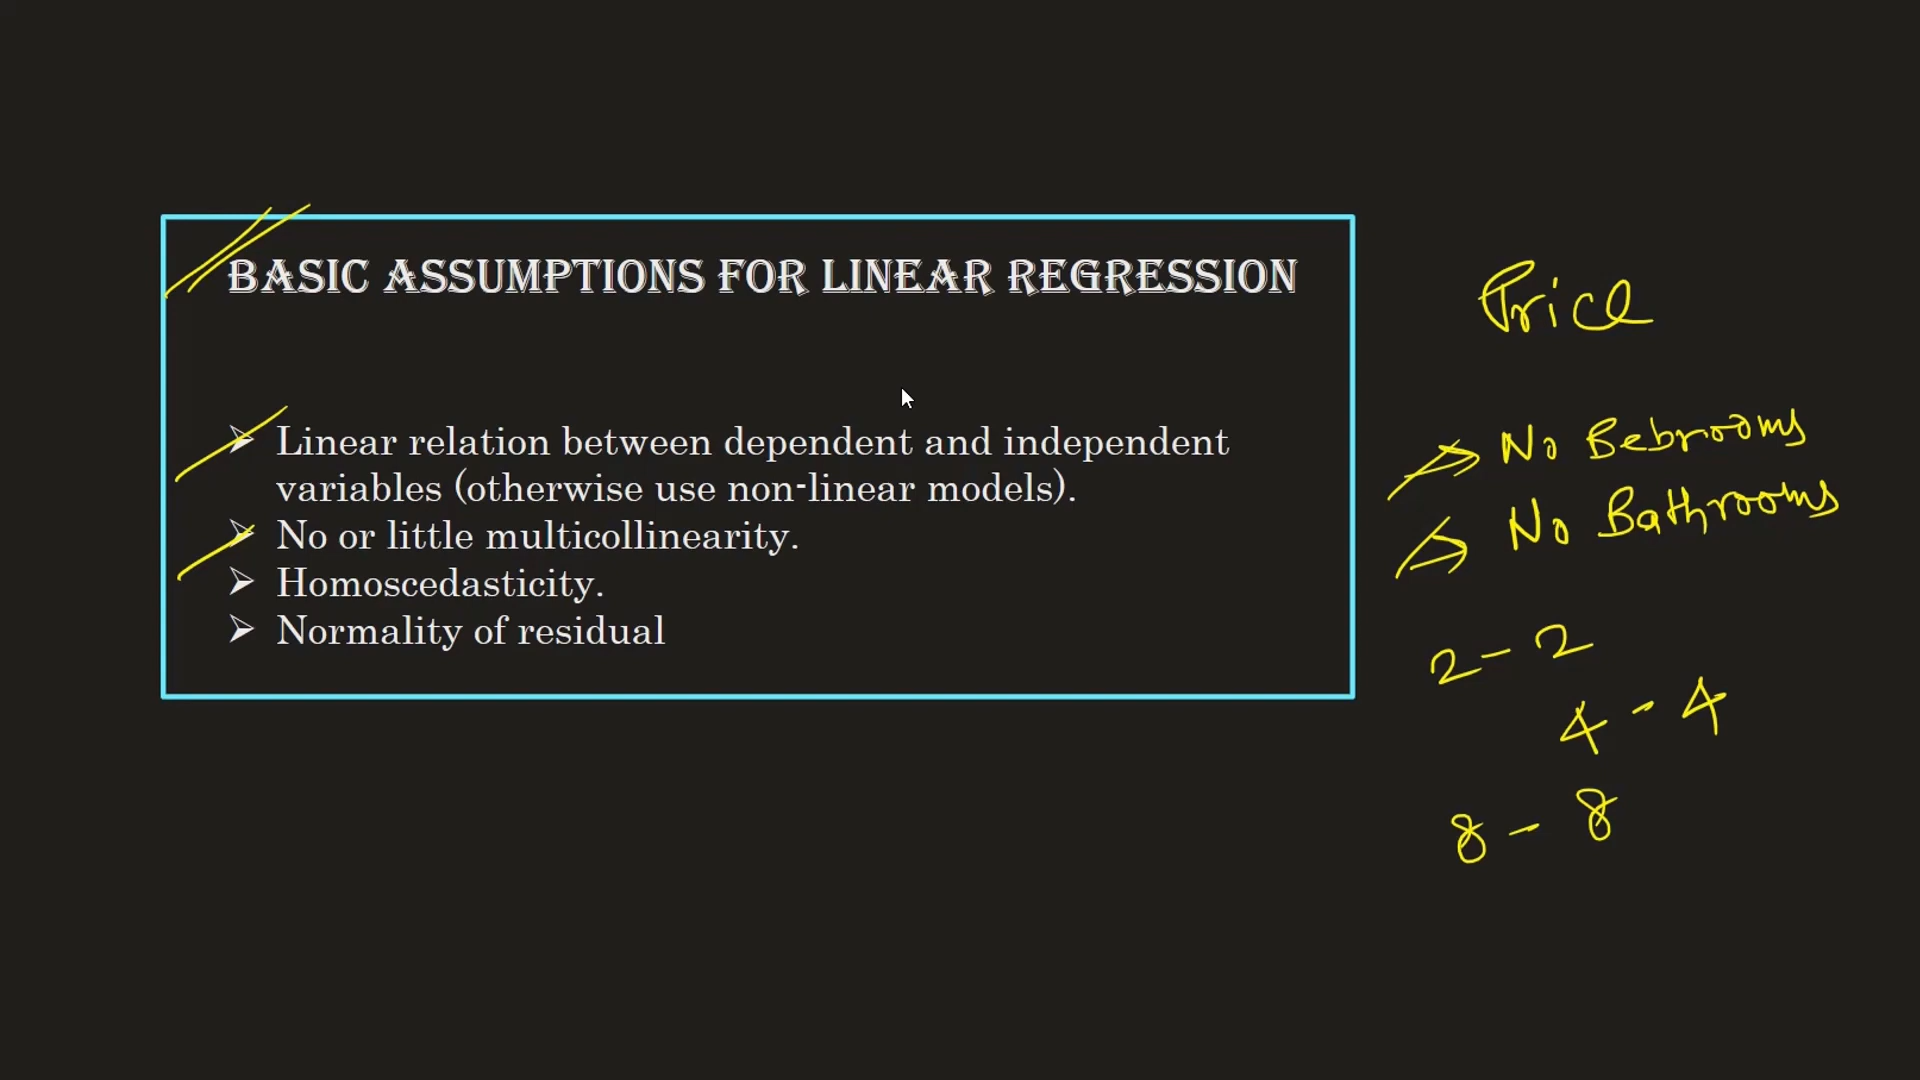 BASIC ASSUMPTIONS FOR LINEAR REGRESSION
➢ Linear relation between dependent and independent
variables (otherwise use non-linear models).
➢ No or little multicollinearity.
➢ Homoscedasticity.
➢ Normality of residual
Price
No Bebrooms
No Bathrooms
2 - 2
4 - 4
8 - 8